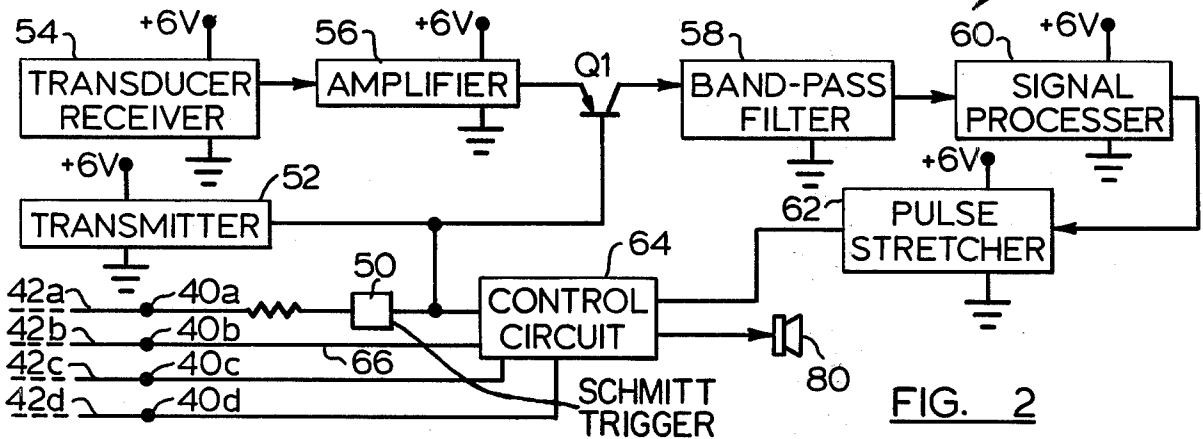 54
+6V
TRANSDUCER
RECEIVER
56
+6V
AMPLIFIER
Q1
58
BAND-PASS
FILTER
60
+6V
SIGNAL
PROCESSER
+6V
52
TRANSMITTER
+6V
62
PULSE
STRETCHER
64
CONTROL
CIRCUIT
50
42a 40a
42b 40b
66
42c 40c
42d 40d
SCHMITT
TRIGGER
80
FIG. 2